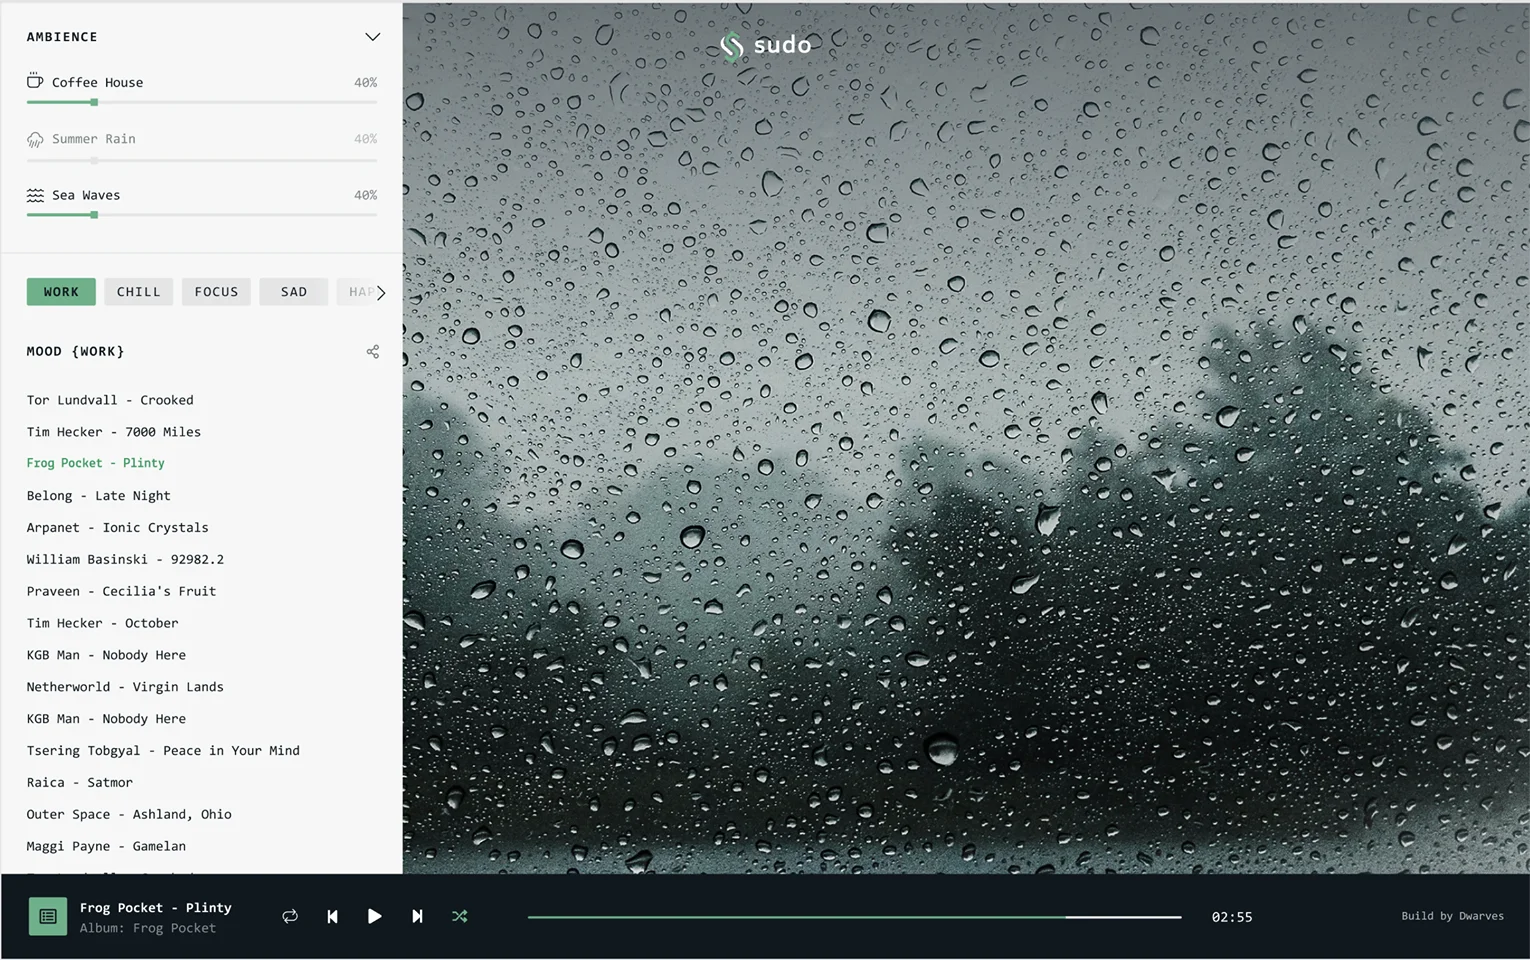 AMBIENCE
Coffee House 40%
Summer Rain 40%
Sea Waves 40%
WORK CHILL FOCUS SAD HAP
MOOD {WORK}
Tor Lundvall - Crooked
Tim Hecker - 7000 Miles
Frog Pocket - Plinty
Belong - Late Night
Arpanet - Ionic Crystals
William Basinski - 92982.2
Praveen - Cecilia's Fruit
Tim Hecker - October
KGB Man - Nobody Here
Netherworld - Virgin Lands
KGB Man - Nobody Here
Tsering Tobgyal - Peace in Your Mind
Raica - Satmor
Outer Space - Ashland, Ohio
Maggi Payne - Gamelan
sudo
Frog Pocket - Plinty
Album: Frog Pocket
02:55
Build by Dwarves